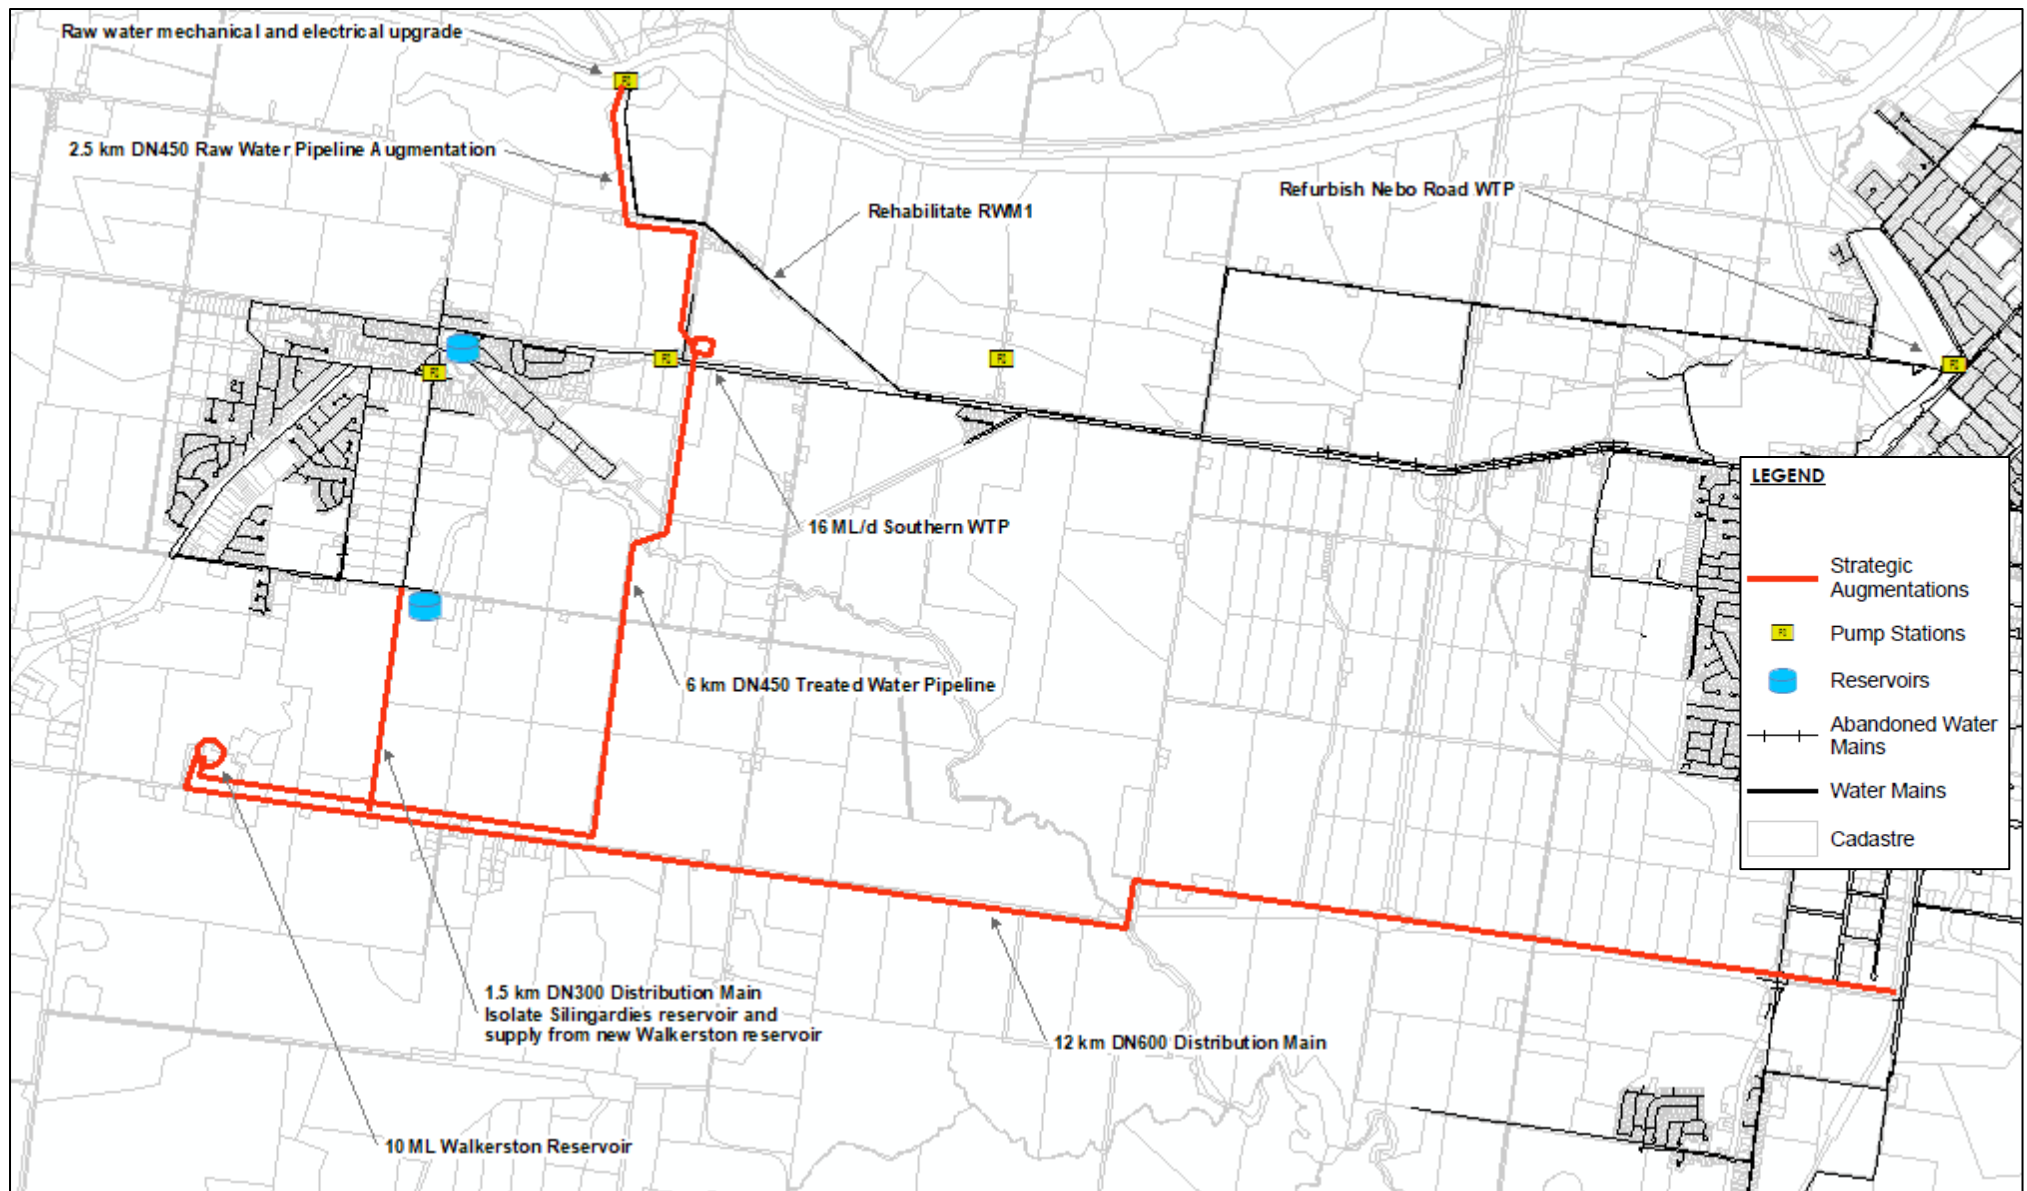 Raw water mechanical and electrical upgrade
2.5 km DN450 Raw Water Pipeline Augmentation
Rehabilitate RWM1
Refurbish Nebo Road WTP
16 ML/d Southern WTP
6 km DN450 Treated Water Pipeline
1.5 km DN300 Distribution Main
Isolate Silingardies reservoir and
supply from new Walkerston reservoir
12 km DN600 Distribution Main
10 ML Walkerston Reservoir
LEGEND
Strategic
Augmentations
Pump Stations
Reservoirs
Abandoned Water
Mains
Water Mains
Cadastre